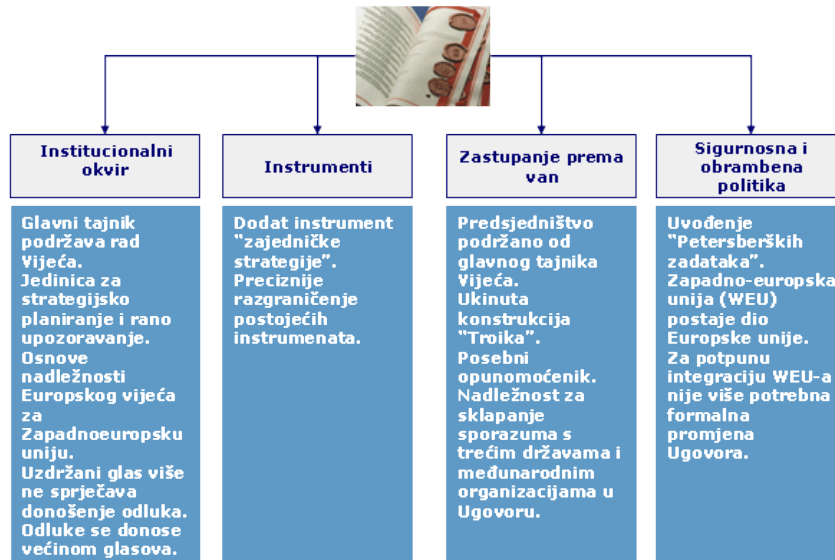 Institucionalni
okvir
Glavni tajnik
podržava rad
Vijeća.
Jedinica za
strategijsko
planiranje i rano
upozoravanje.
Osnove
nadležnosti
Europskog vijeća
za
Zapadnoeuropsku
uniju.
Uzdržani glas više
ne sprječava
donošenje odluka.
Odluke se donose
većinom glasova.
Instrumenti
Dodat instrument
"zajedničke
strategije".
Preciznije
razgraničenje
postojećih
instrumenata.
Zastupanje prema
van
Predsjedništvo
podržano od
glavnog tajnika
Vijeća.
Ukinuta
konstrukcija
"Troika".
Posebni
opunomoćenik.
Nadležnost za
sklapanje
sporazuma s
trećim državama i
međunarodnim
organizacijama u
Ugovoru.
Sigurnosna i
obrambena
politika
Uvođenje
"Petersberških
zadataka".
Zapadno-europska
unija (WEU)
postaje dio
Europske unije.
Za potpunu
integraciju WEU-a
nije više potrebna
formalna
promjena
Ugovora.